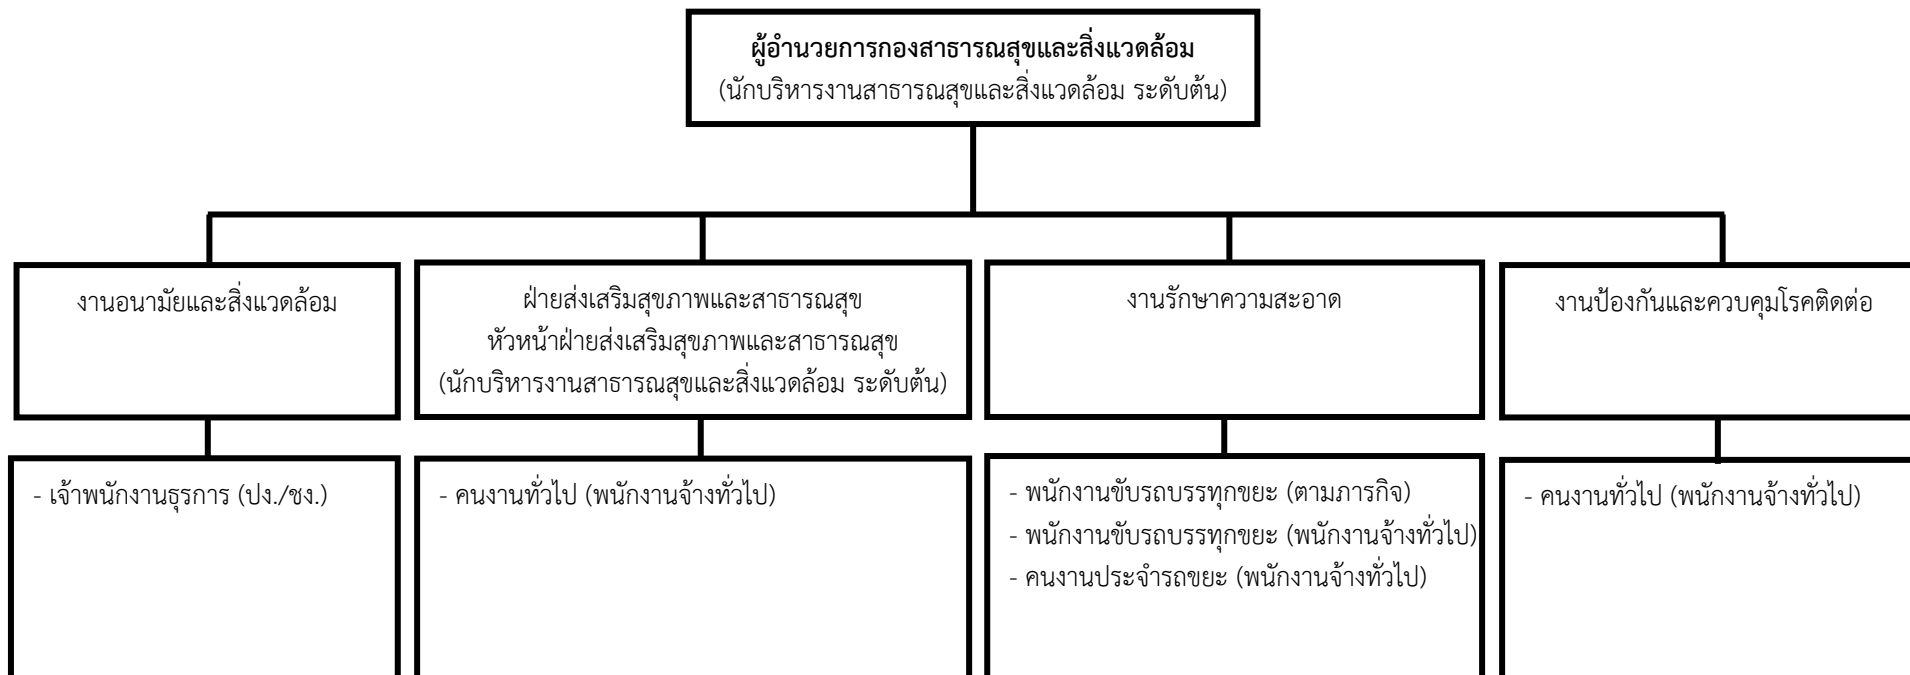 ผู้อำนวยการกองสาธารณสุขและสิ่งแวดล้อม
(นักบริหารงานสาธารณสุขและสิ่งแวดล้อม ระดับต้น)
งานอนามัยและสิ่งแวดล้อม
ฝ่ายส่งเสริมสุขภาพและสาธารณสุข
หัวหน้าฝ่ายส่งเสริมสุขภาพและสาธารณสุข
(นักบริหารงานสาธารณสุขและสิ่งแวดล้อม ระดับต้น)
งานรักษาความสะอาด
งานป้องกันและควบคุมโรคติดต่อ
- เจ้าพนักงานธุรการ (ปง./ชง.)
- คนงานทั่วไป (พนักงานจ้างทั่วไป)
- พนักงานขับรถบรรทุกขยะ (ตามภารกิจ)
- พนักงานขับรถบรรทุกขยะ (พนักงานจ้างทั่วไป)
- คนงานประจำรถขยะ (พนักงานจ้างทั่วไป)
- คนงานทั่วไป (พนักงานจ้างทั่วไป)